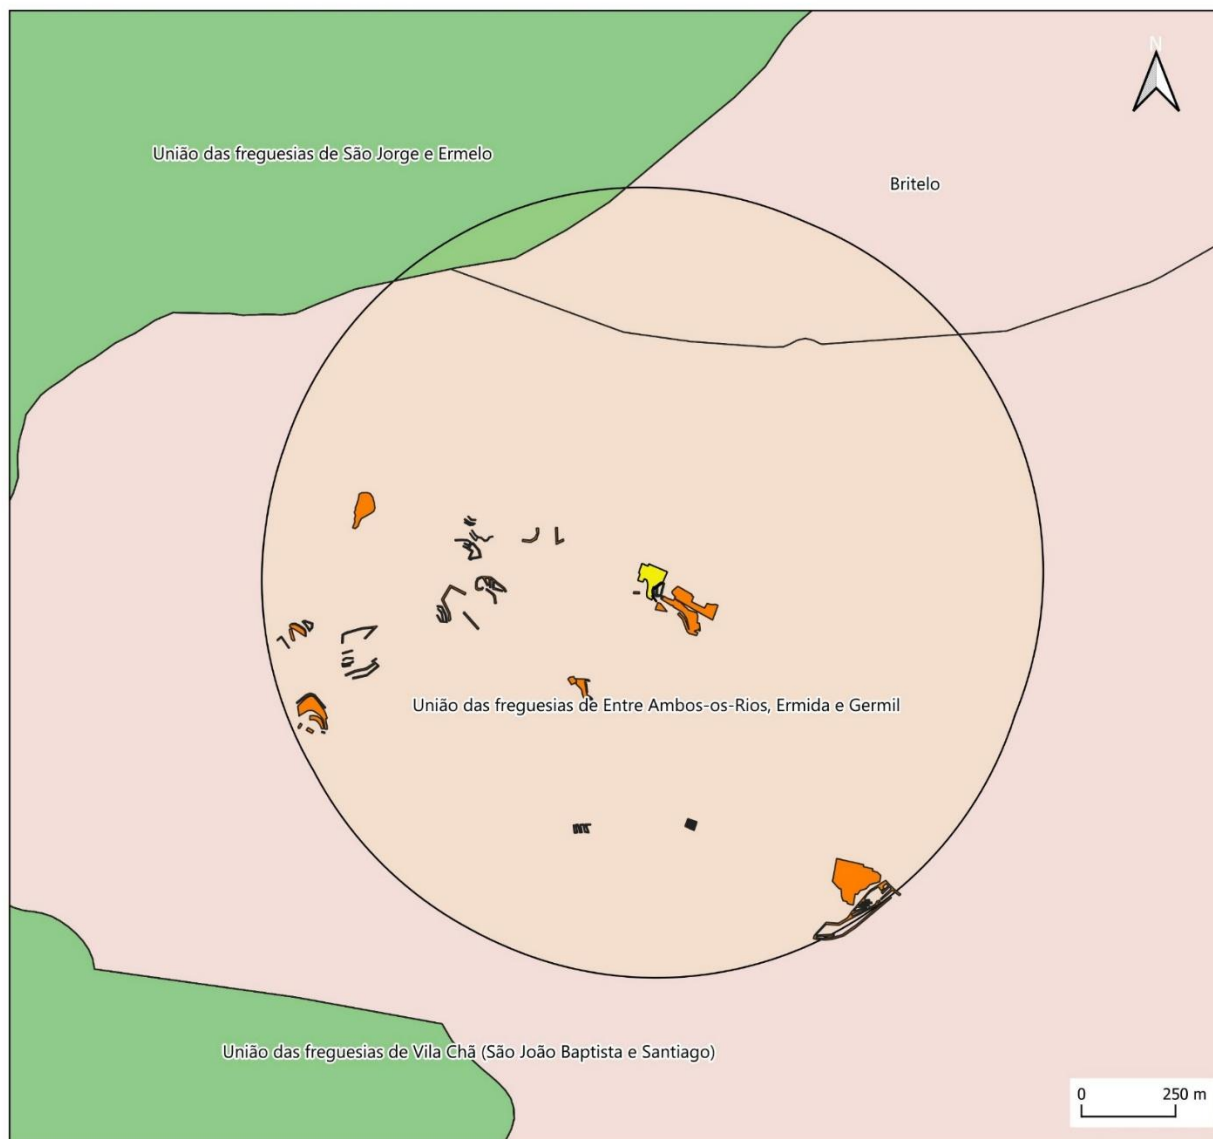 N
União das freguesias de São Jorge e Ermelo
Britelo
União das freguesias de Entre Ambos-os-Rios, Ermida e Germil
União das freguesias de Vila Chã (São João Baptista e Santiago)
0 250 m